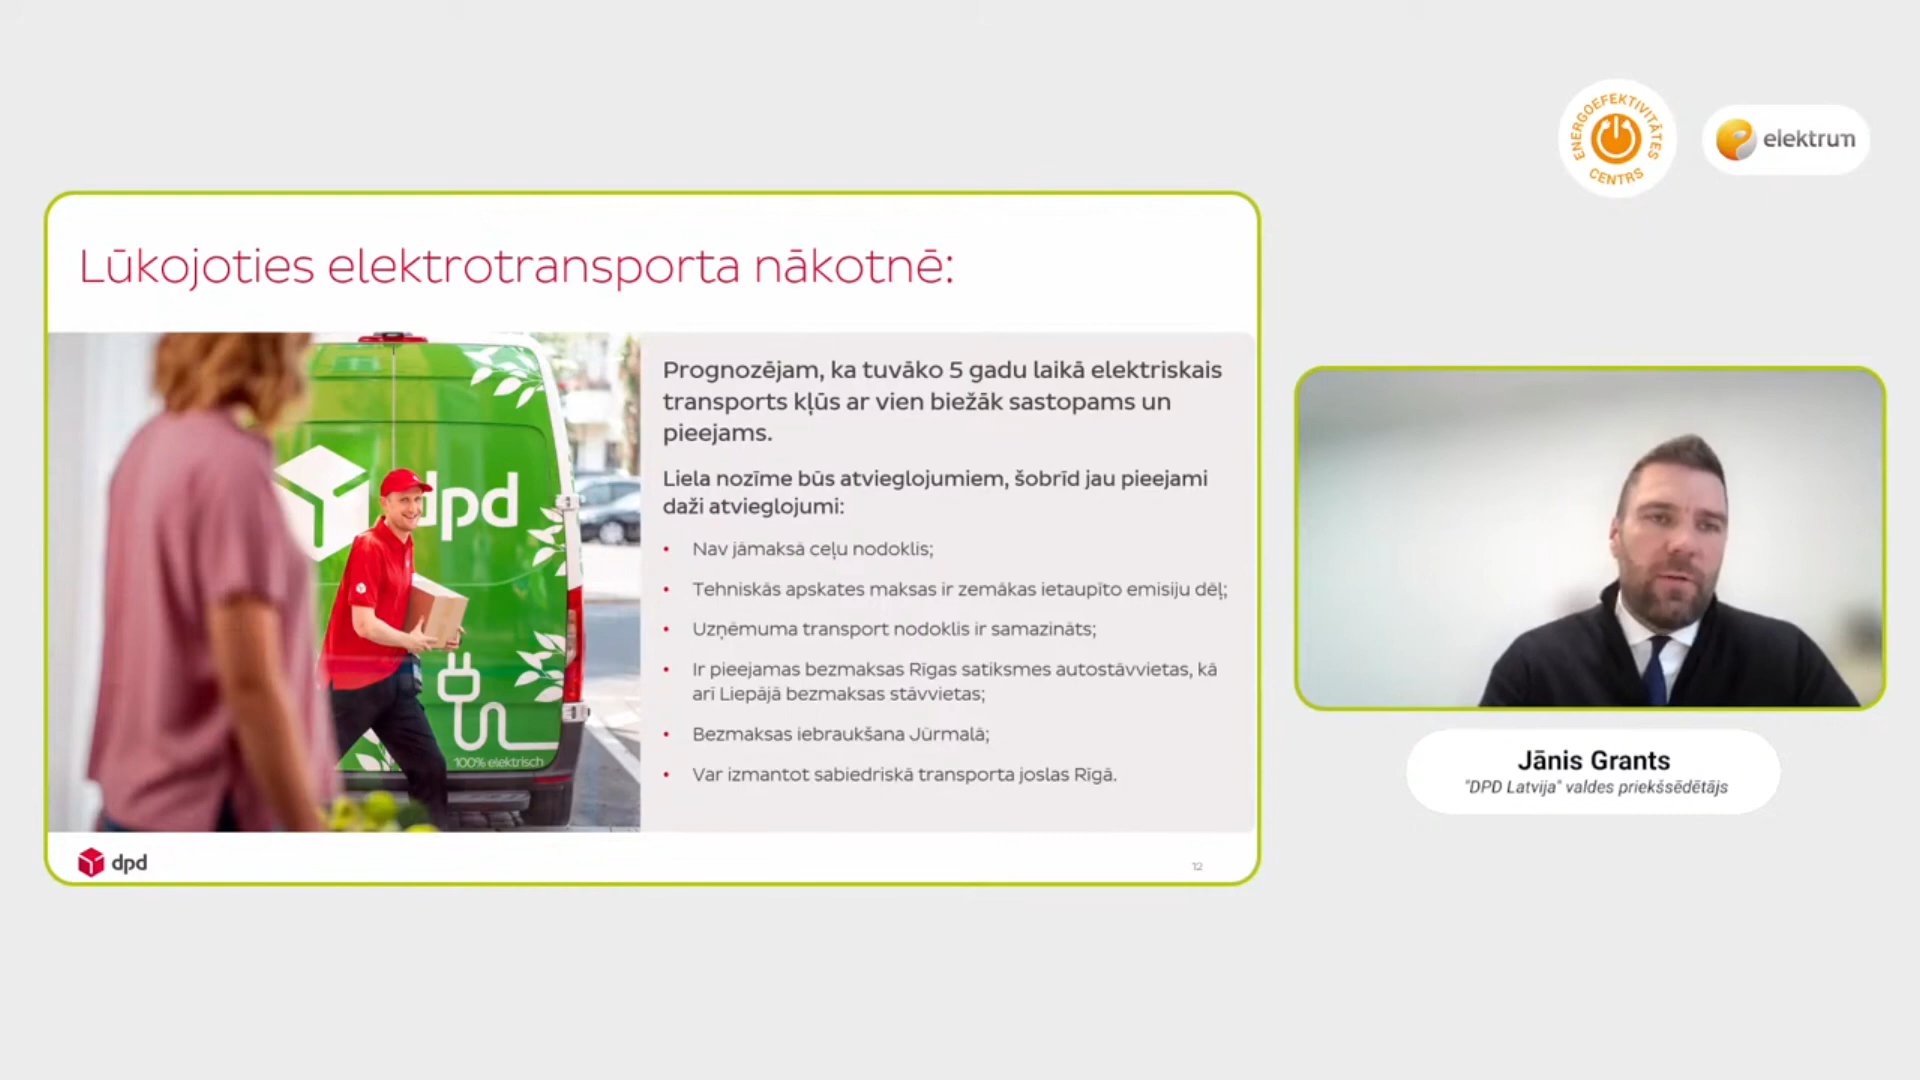 ENERGOEFEKTIVITĀTES
CENTRS
elektrum
Lūkojoties elektrotransporta nākotnē:
Prognozējam, ka tuvāko 5 gadu laikā elektriskais
transports kļūs ar vien biežāk sastopams un
pieejams.
Liela nozīme būs atvieglojumiem, šobrīd jau pieejami
daži atvieglojumi:
• Nav jāmaksā ceļu nodoklis;
• Tehniskās apskates maksas ir zemākas ietaupīto emisiju dēļ;
• Uzņēmuma transport nodoklis ir samazināts;
• Ir pieejamas bezmaksas Rīgas satiksmes autostāvvietas, kā
arī Liepājā bezmaksas stāvvietas;
• Bezmaksas iebraukšana Jūrmalā;
• Var izmantot sabiedriskā transporta joslas Rīgā.
dpd
100% elektrisch
dpd
12
Jānis Grants
"DPD Latvija" valdes priekšsēdētājs